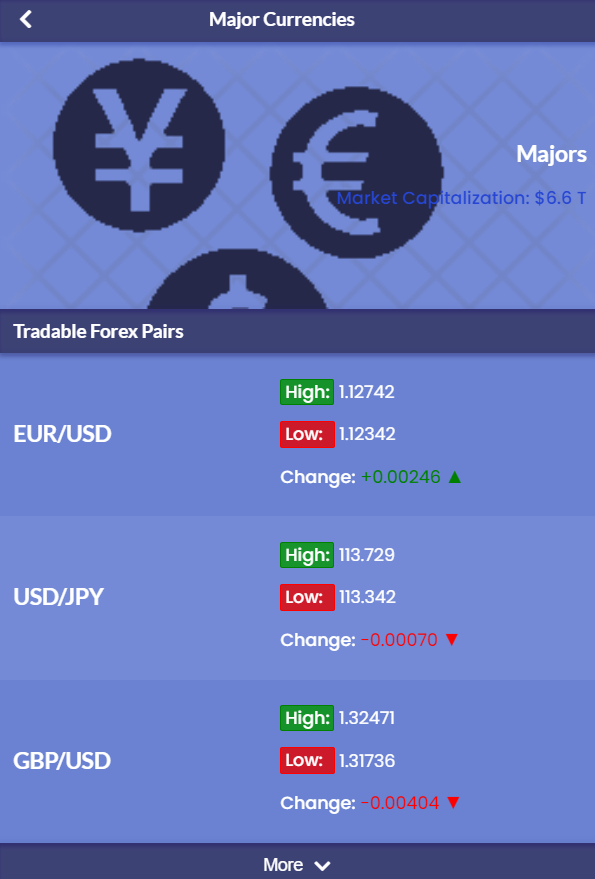 Major Currencies
Majors
Market Capitalization: $6.6 T
Tradable Forex Pairs
EUR/USD
High: 1.12742
Low: 1.12342
Change: +0.00246 ▲
USD/JPY
High: 113.729
Low: 113.342
Change: -0.00070 ▼
GBP/USD
High: 1.32471
Low: 1.31736
Change: -0.00404 ▼
More